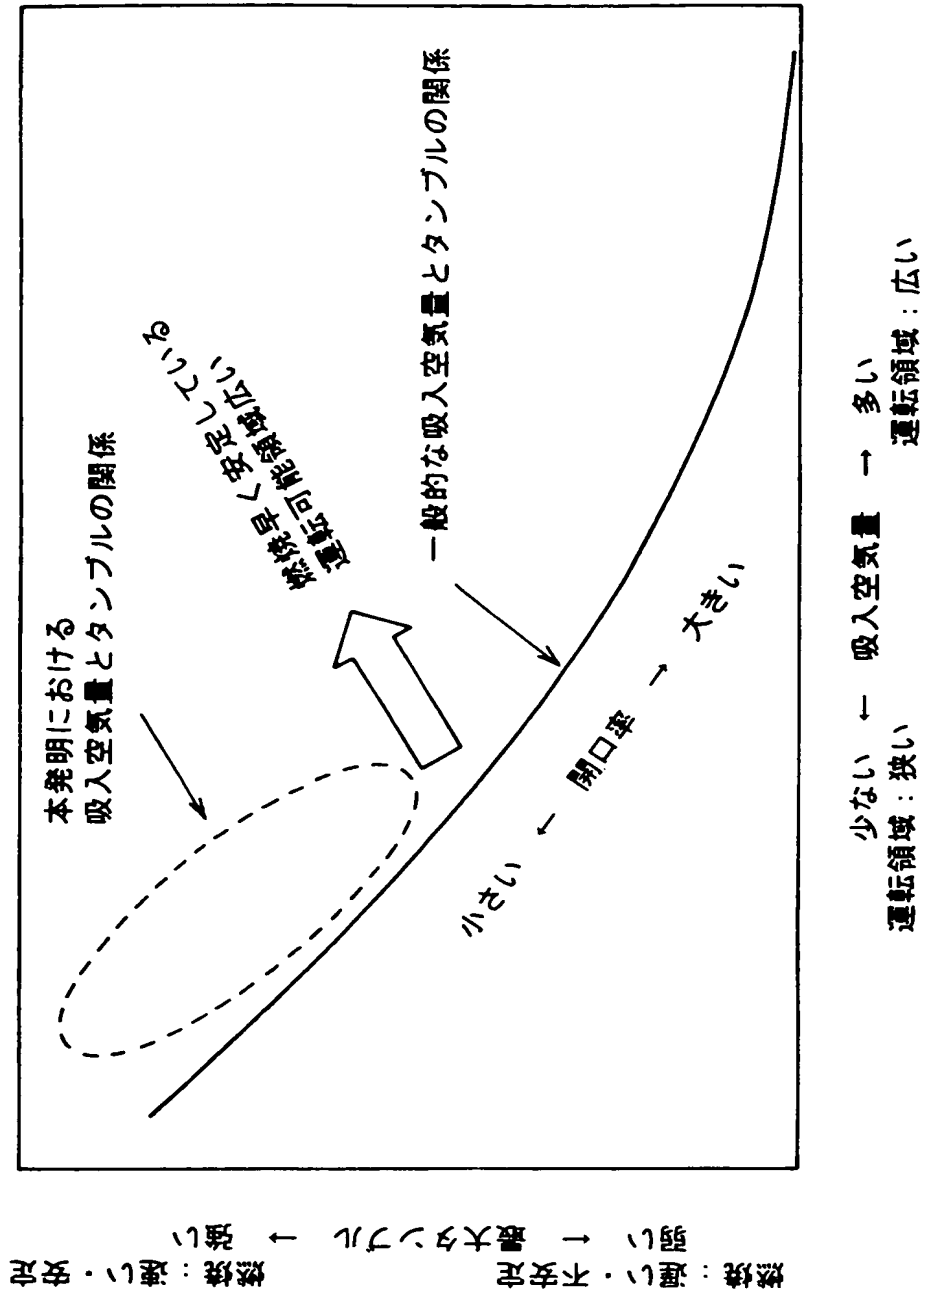 本発明における
吸入空気量とタンブルの関係
燃焼早く安定している
運転可能領域広い
一般的な吸入空気量とタンブルの関係
小さい ← 開口率 → 大きい
弱い ← 最大タンブル → 強い
燃焼：遅い・不安定
燃焼：速い・安定
少ない ← 吸入空気量 → 多い
運転領域：狭い
運転領域：広い